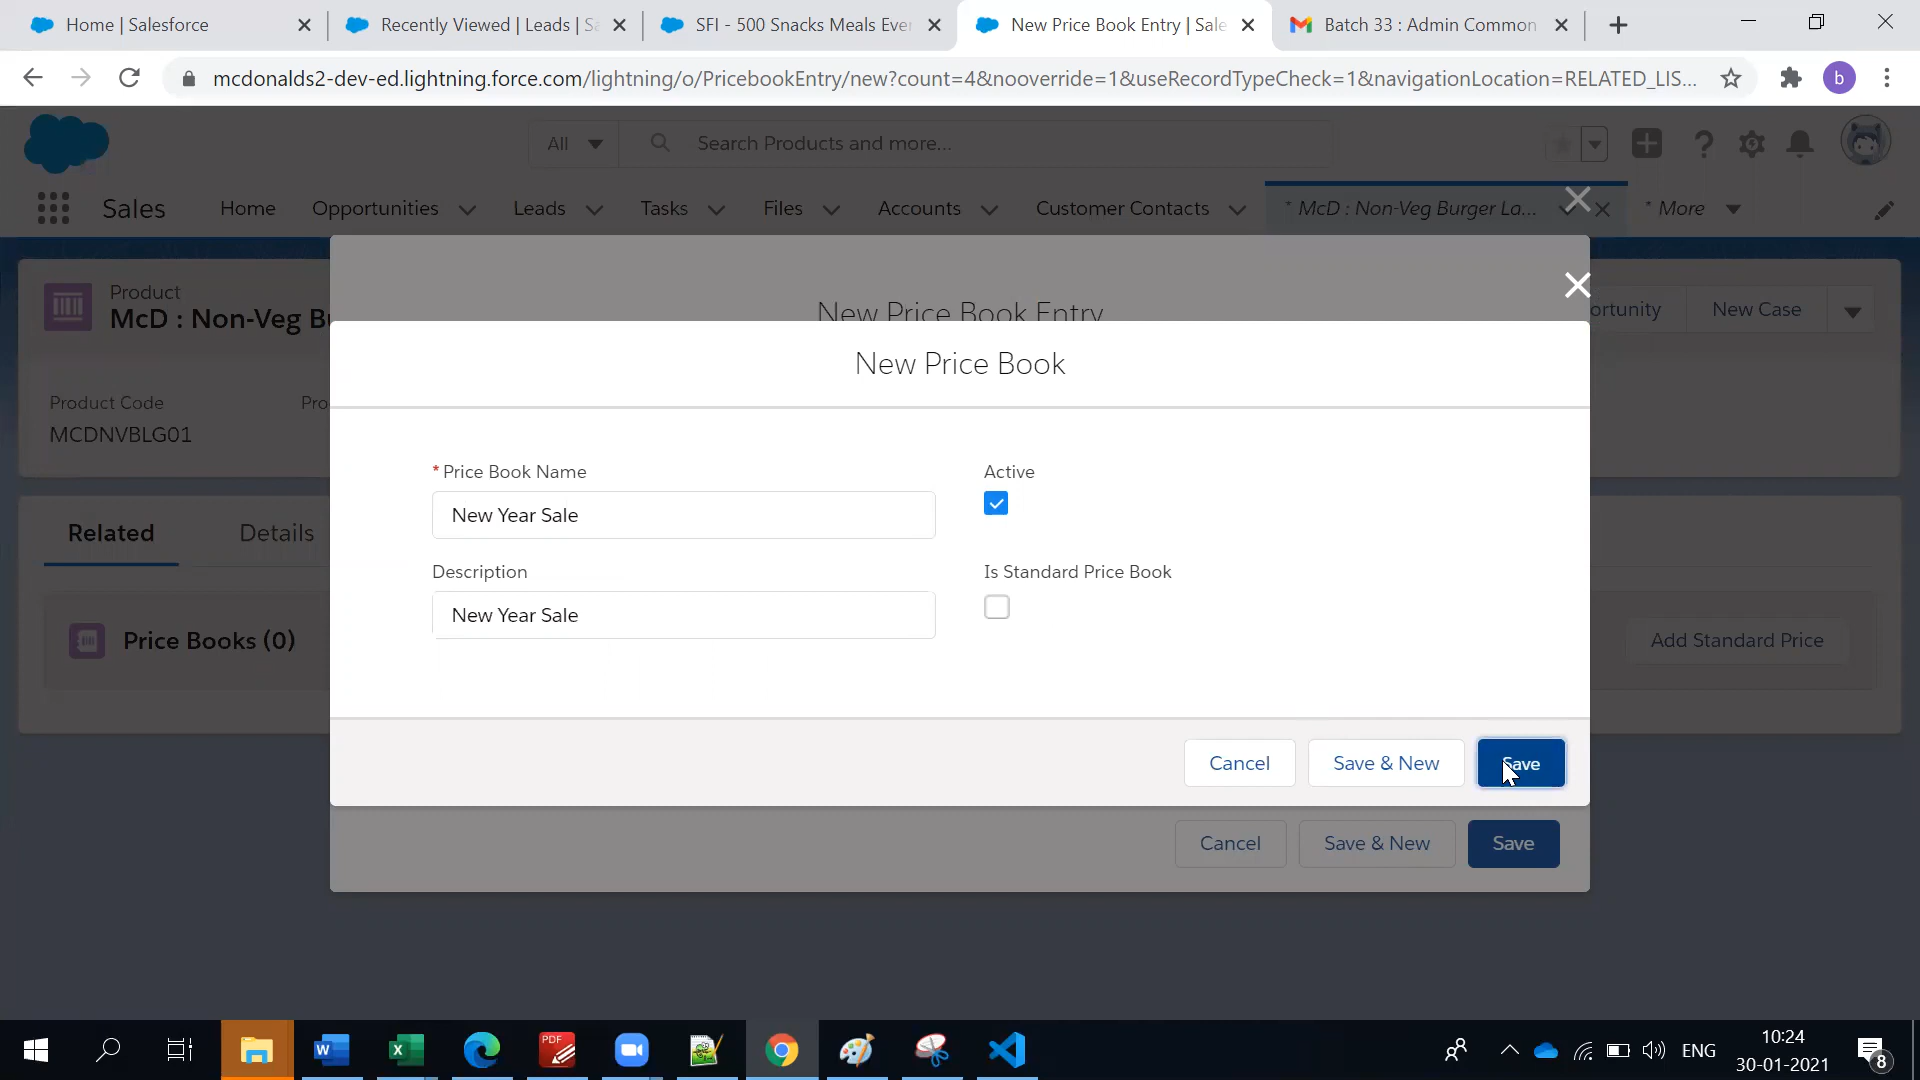 Home | Salesforce
Recently Viewed | Leads | Sa
SFI - 500 Snacks Meals Ever
New Price Book Entry | Sale
Batch 33 : Admin Common
mcdonalds2-dev-ed.lightning.force.com/lightning/o/PricebookEntry/new?count=4&nooverride=1&useRecordTypeCheck=1&navigationLocation=RELATED_LIS...
b
All
Search Products and more...
Sales
Home
Opportunities
Leads
Tasks
Files
Accounts
Customer Contacts
* McD : Non-Veg Burger La...
* More
Product
McD : Non-Veg Bu
New Case
New Price Book Entry
New Price Book
Product Code
MCDNVBLG01
* Price Book Name
New Year Sale
Active
Description
New Year Sale
Is Standard Price Book
Related
Details
Price Books (0)
Add Standard Price
Cancel
Save & New
Save
Cancel
Save & New
Save
W
X
PDF
ENG
10:24
30-01-2021
8